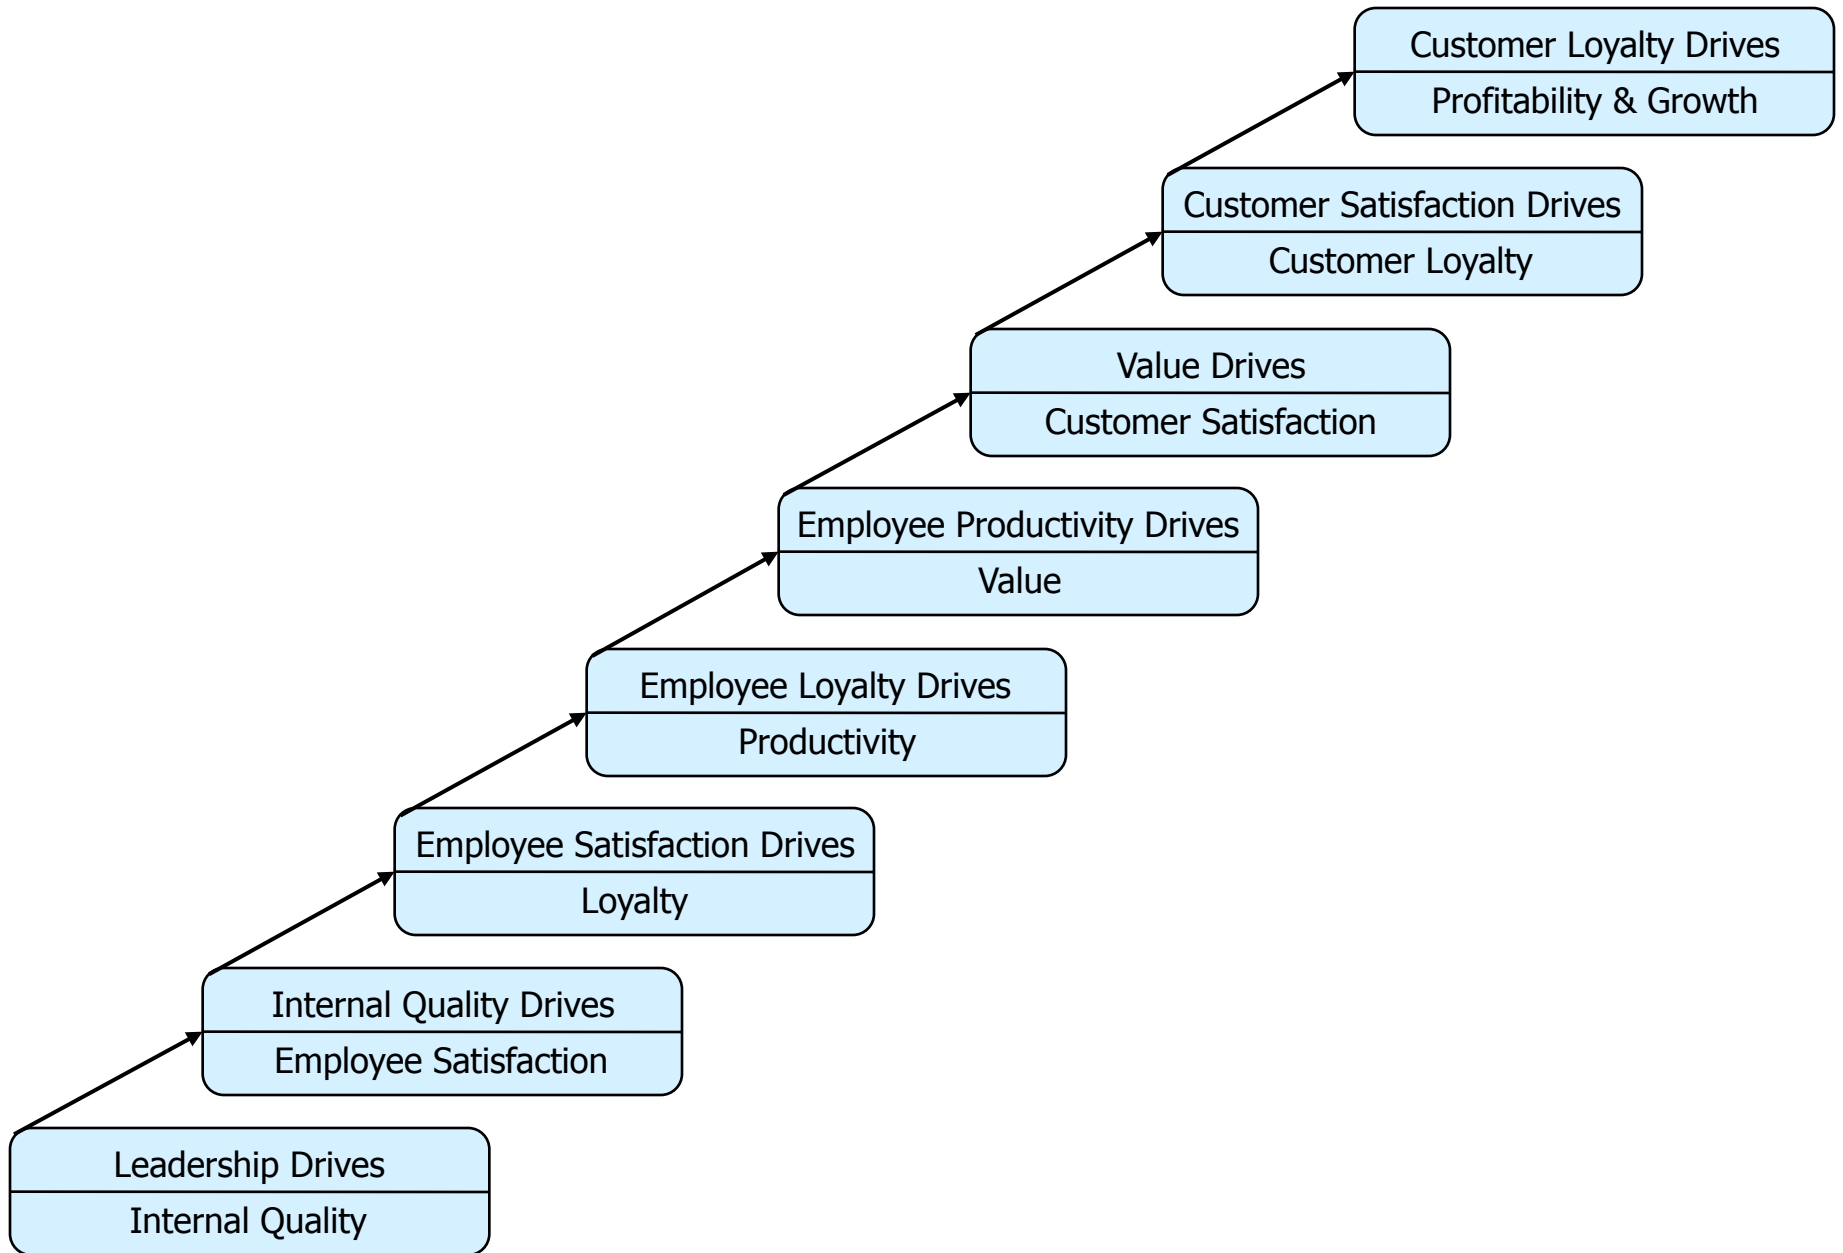 Customer Loyalty Drives
Profitability & Growth
Customer Satisfaction Drives
Customer Loyalty
Value Drives
Customer Satisfaction
Employee Productivity Drives
Value
Employee Loyalty Drives
Productivity
Employee Satisfaction Drives
Loyalty
Internal Quality Drives
Employee Satisfaction
Leadership Drives
Internal Quality